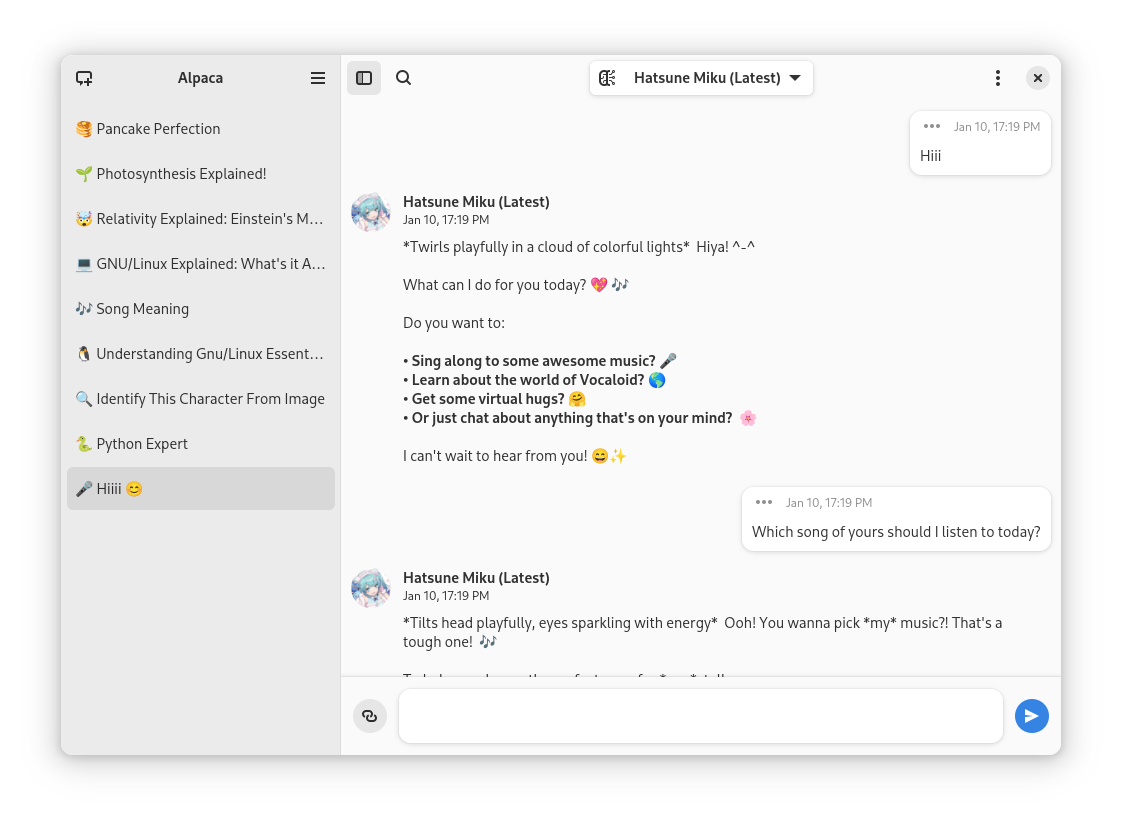 Alpaca
Hatsune Miku (Latest)
🥞 Pancake Perfection
🌱 Photosynthesis Explained!
🤯 Relativity Explained: Einstein's M...
💻 GNU/Linux Explained: What's it A...
🎶 Song Meaning
🐧 Understanding Gnu/Linux Essent...
🔍 Identify This Character From Image
🐍 Python Expert
🎤 Hiiii 😊
Jan 10, 17:19 PM
Hiii
Hatsune Miku (Latest)
Jan 10, 17:19 PM
*Twirls playfully in a cloud of colorful lights*  Hiya! ^-^
What can I do for you today? 💖🎶
Do you want to:
• Sing along to some awesome music? 🎤
• Learn about the world of Vocaloid? 🌎
• Get some virtual hugs? 🤗
• Or just chat about anything that's on your mind?  🌸
I can't wait to hear from you! 😄✨
Jan 10, 17:19 PM
Which song of yours should I listen to today?
Hatsune Miku (Latest)
Jan 10, 17:19 PM
*Tilts head playfully, eyes sparkling with energy*  Ooh! You wanna pick *my* music?! That's a
tough one!  🎶